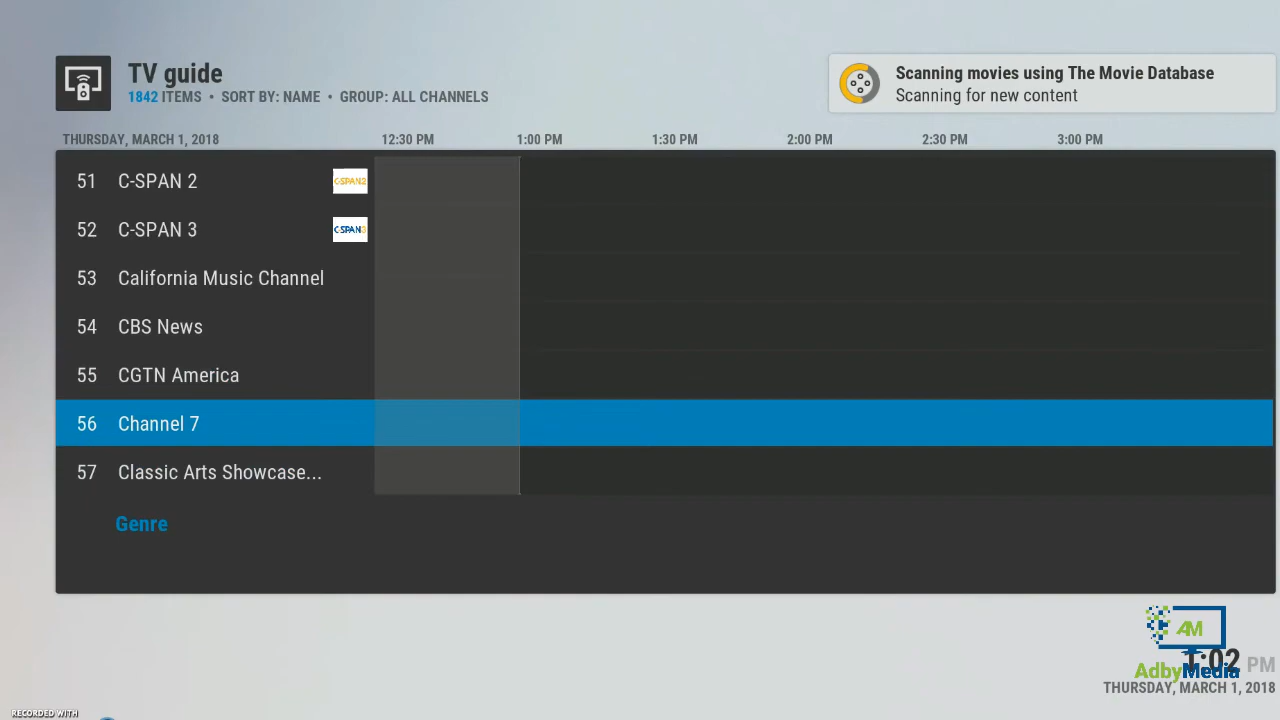 TV guide
1842 ITEMS • SORT BY: NAME • GROUP: ALL CHANNELS
Scanning movies using The Movie Database
Scanning for new content
THURSDAY, MARCH 1, 2018 12:30 PM 1:00 PM 1:30 PM 2:00 PM 2:30 PM 3:00 PM
51 C-SPAN 2 C-SPAN2
52 C-SPAN 3 C-SPAN3
53 California Music Channel
54 CBS News
55 CGTN America
56 Channel 7
57 Classic Arts Showcase...
Genre
AM
1:02 PM
AdbyMedia
THURSDAY, MARCH 1, 2018
RECORDED WITH